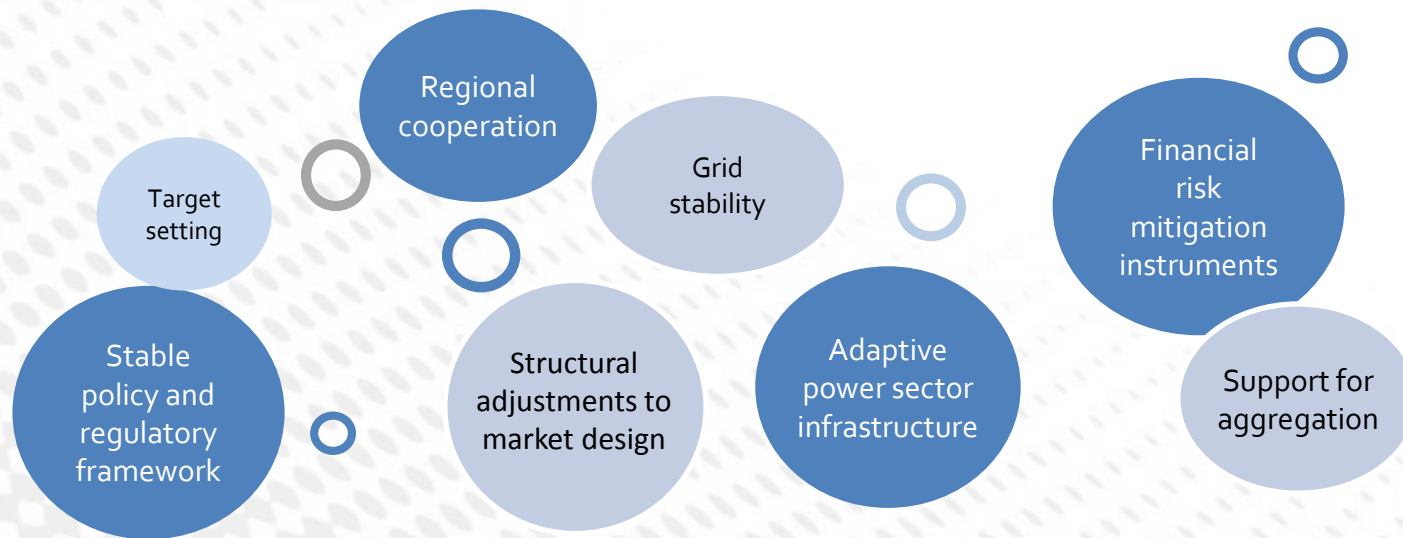 Regional
cooperation
Target
setting
Grid
stability
Financial
risk
mitigation
instruments
Stable
policy and
regulatory
framework
Structural
adjustments to
market design
Adaptive
power sector
infrastructure
Support for
aggregation